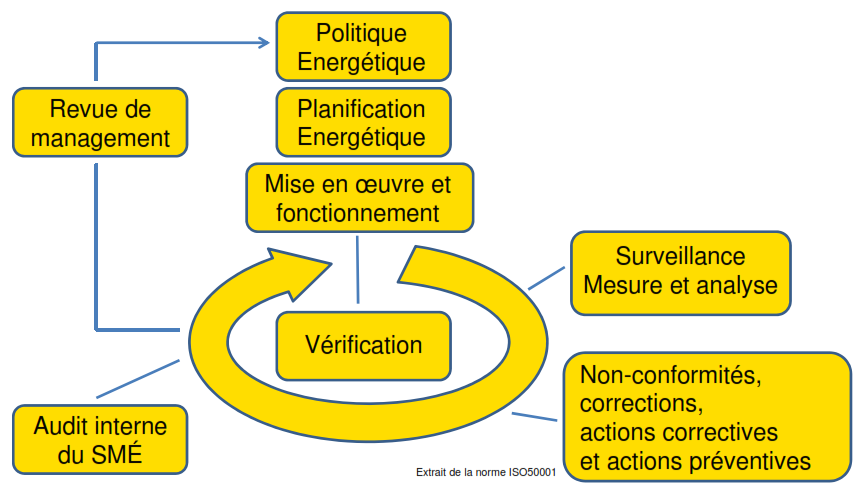 Politique
Energétique
Revue de
management
Planification
Energétique
Mise en œuvre et
fonctionnement
Surveillance
Mesure et analyse
Vérification
Non-conformités,
corrections,
actions correctives
et actions préventives
Audit interne
du SMÉ
Extrait de la norme ISO50001